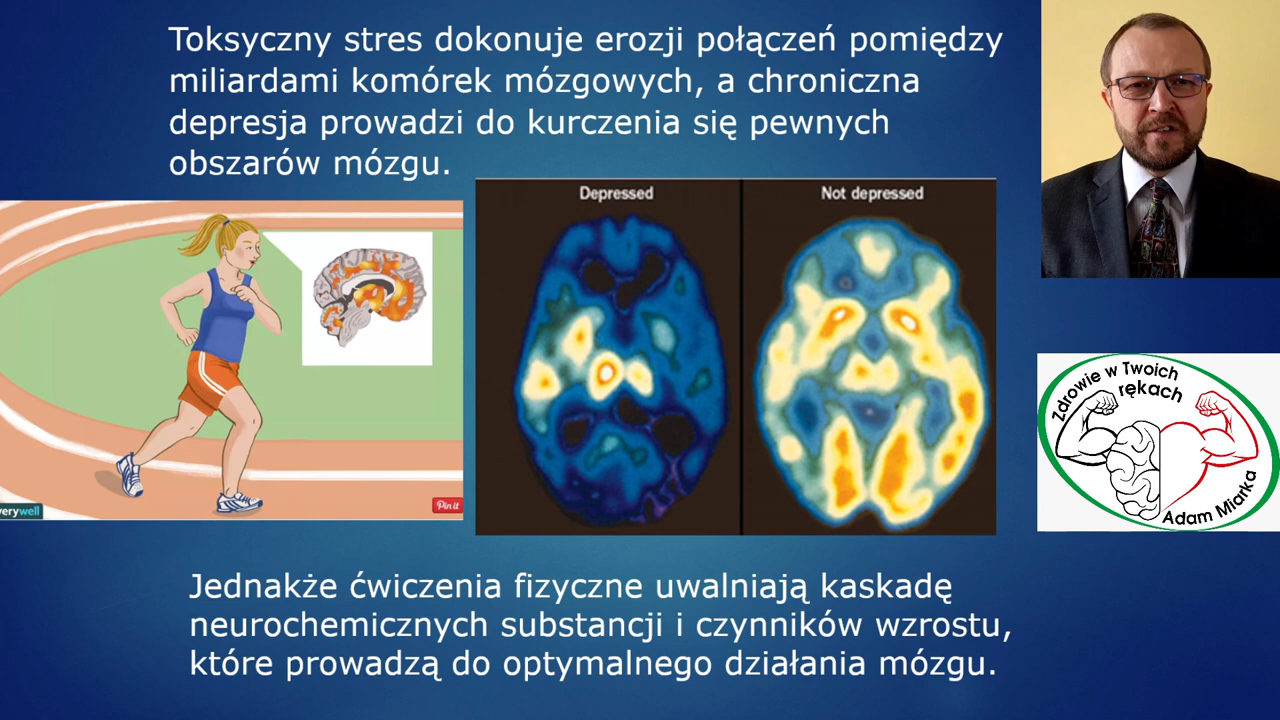 Toksyczny stres dokonuje erozji połączeń pomiędzy
miliardami komórek mózgowych, a chroniczna
depresja prowadzi do kurczenia się pewnych
obszarów mózgu.
Depressed
Not depressed
Zdrowie w Twoich
rękach
Adam Miarka
verywell
Pin it
Jednakże ćwiczenia fizyczne uwalniają kaskadę
neurochemicznych substancji i czynników wzrostu,
które prowadzą do optymalnego działania mózgu.